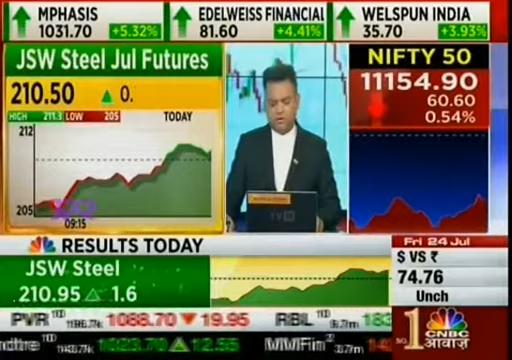 MPHASIS
1031.70 +5.32%
EDELWEISS FINANCIAL
81.60 +4.41%
WELSPUN INDIA
35.70 +3.93%
JSW Steel Jul Futures
210.50 0.
HIGH 211.3 LOW 205 TODAY
212
205
09:15
NIFTY 50
11154.90
60.60
0.54%
RESULTS TODAY
JSW Steel
210.95 1.6
Fri 24 Jul
$ VS ₹
74.76
Unch
PVR 1088.70 19.95
RBL
12.55
MMFin
CNBC
आवाज़